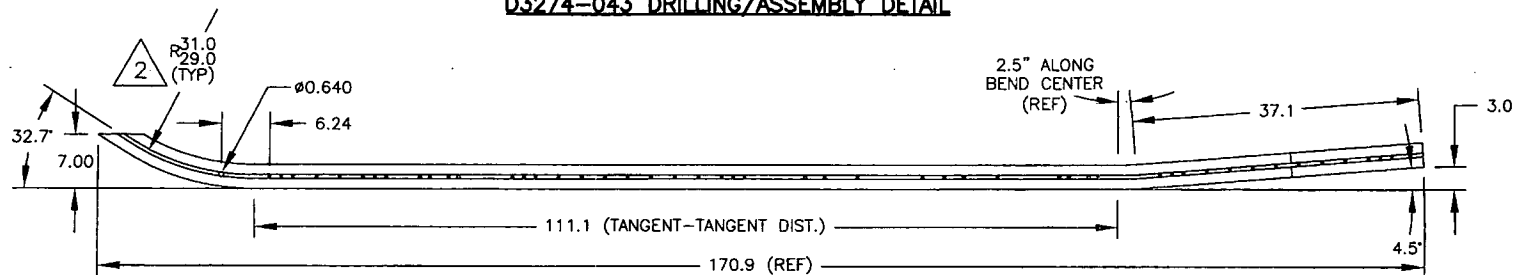 D3274-043 DRILLING/ASSEMBLY DETAIL
2
R31.0
29.0
(TYP)
ø0.640
6.24
2.5" ALONG
BEND CENTER
(REF)
37.1
3.0
32.7°
7.00
111.1 (TANGENT-TANGENT DIST.)
4.5°
170.9 (REF)